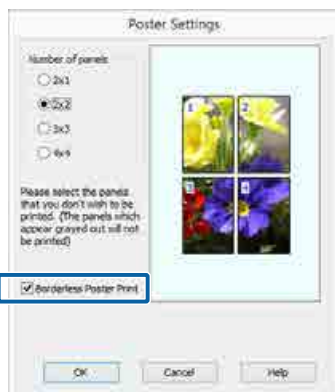 Poster Settings
Number of panels
2x1
2x2
3x3
4x4
1
2
3
4
Please select the panels
that you don't wish to be
printed. (The panels which
appear grayed out will not
be printed)
Borderless Poster Print
OK
Cancel
Help